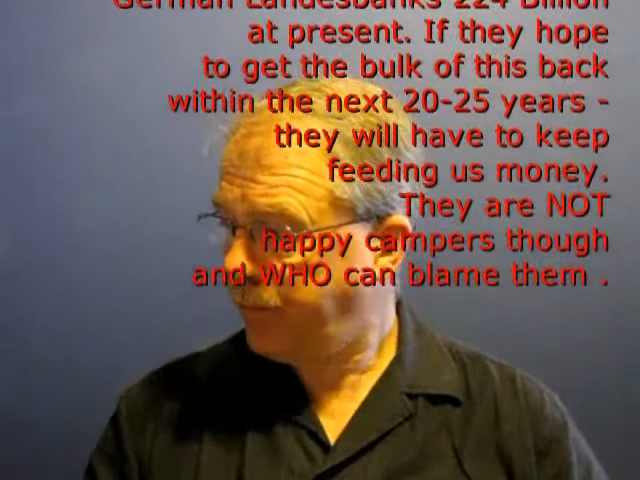 German Landesbanks 224 Billion
at present. If they hope
to get the bulk of this back
within the next 20-25 years -
they will have to keep
feeding us money.
They are NOT
happy campers though
and WHO can blame them .